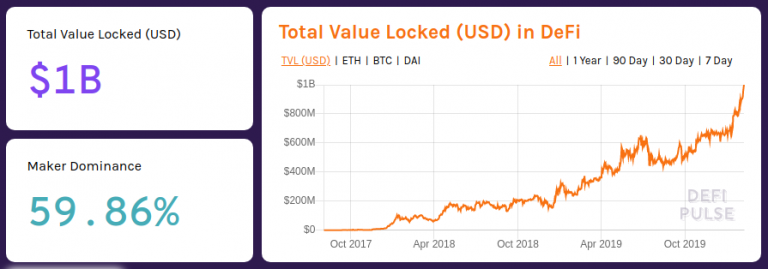 Total Value Locked (USD)
$1B
Maker Dominance
59.86%
Total Value Locked (USD) in DeFi
TVL (USD) | ETH | BTC | DAI
All | 1 Year | 90 Day | 30 Day | 7 Day
$1B
$800M
$600M
$400M
$200M
$0
Oct 2017
Apr 2018
Oct 2018
Apr 2019
Oct 2019
DEFI
PULSE